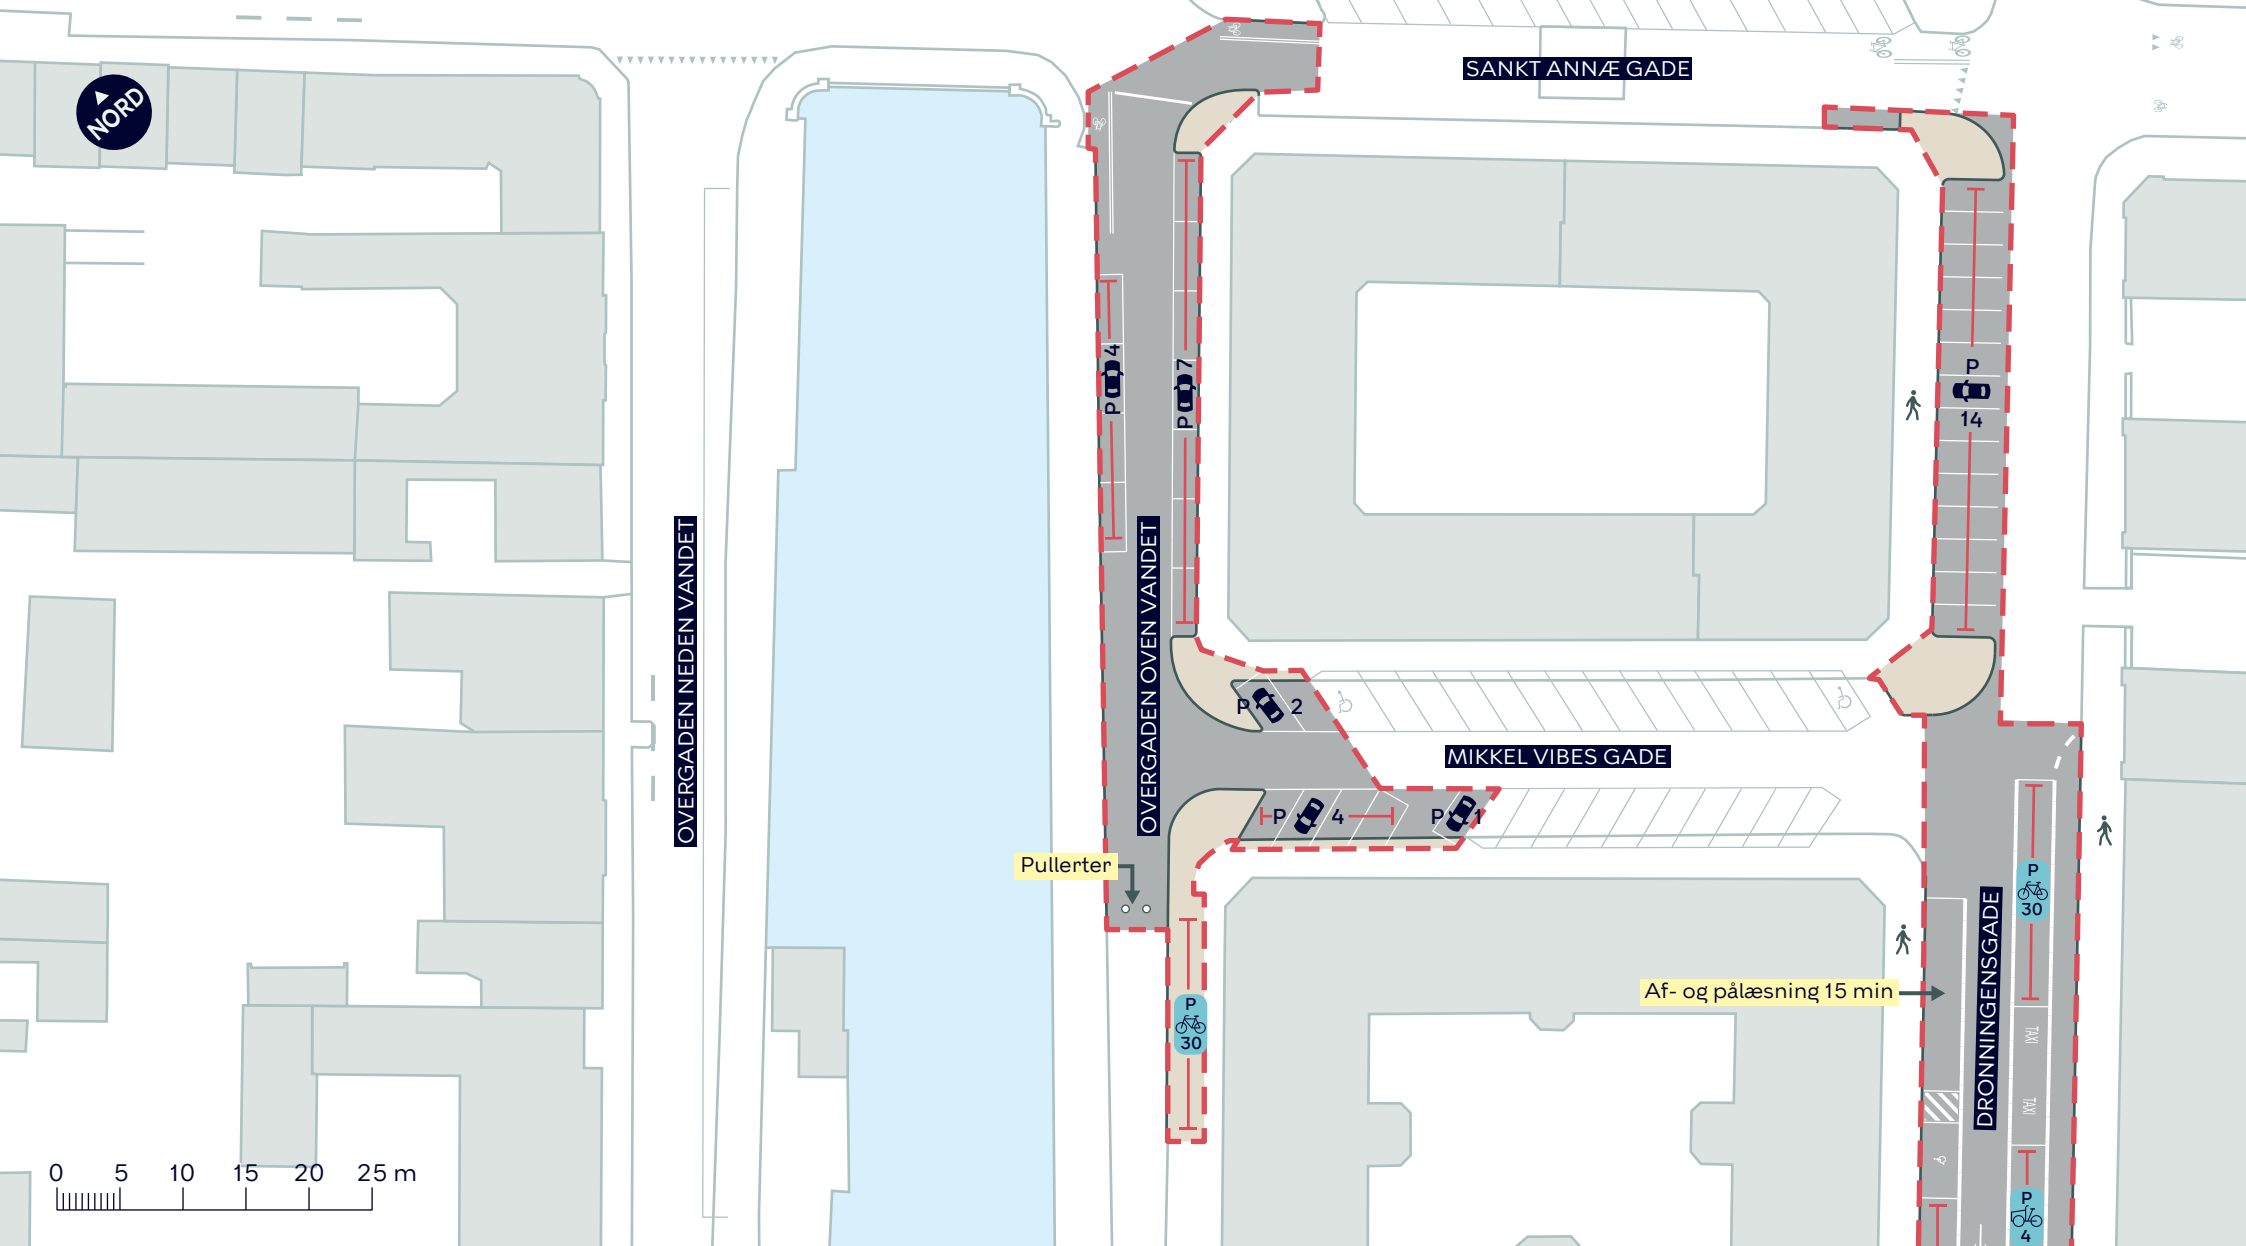 NORD
SANKT ANNÆ GADE
P 4
P 7
P
14
OVERGADEN NEDEN VANDET
OVERGADEN OVEN VANDET
P 2
MIKKEL VIBES GADE
P 4
P 1
Pullerter
P
30
P
30
Af- og pålæsning 15 min
DRONNINGENSGADE
TAXI
TAXI
P
4
0 5 10 15 20 25 m